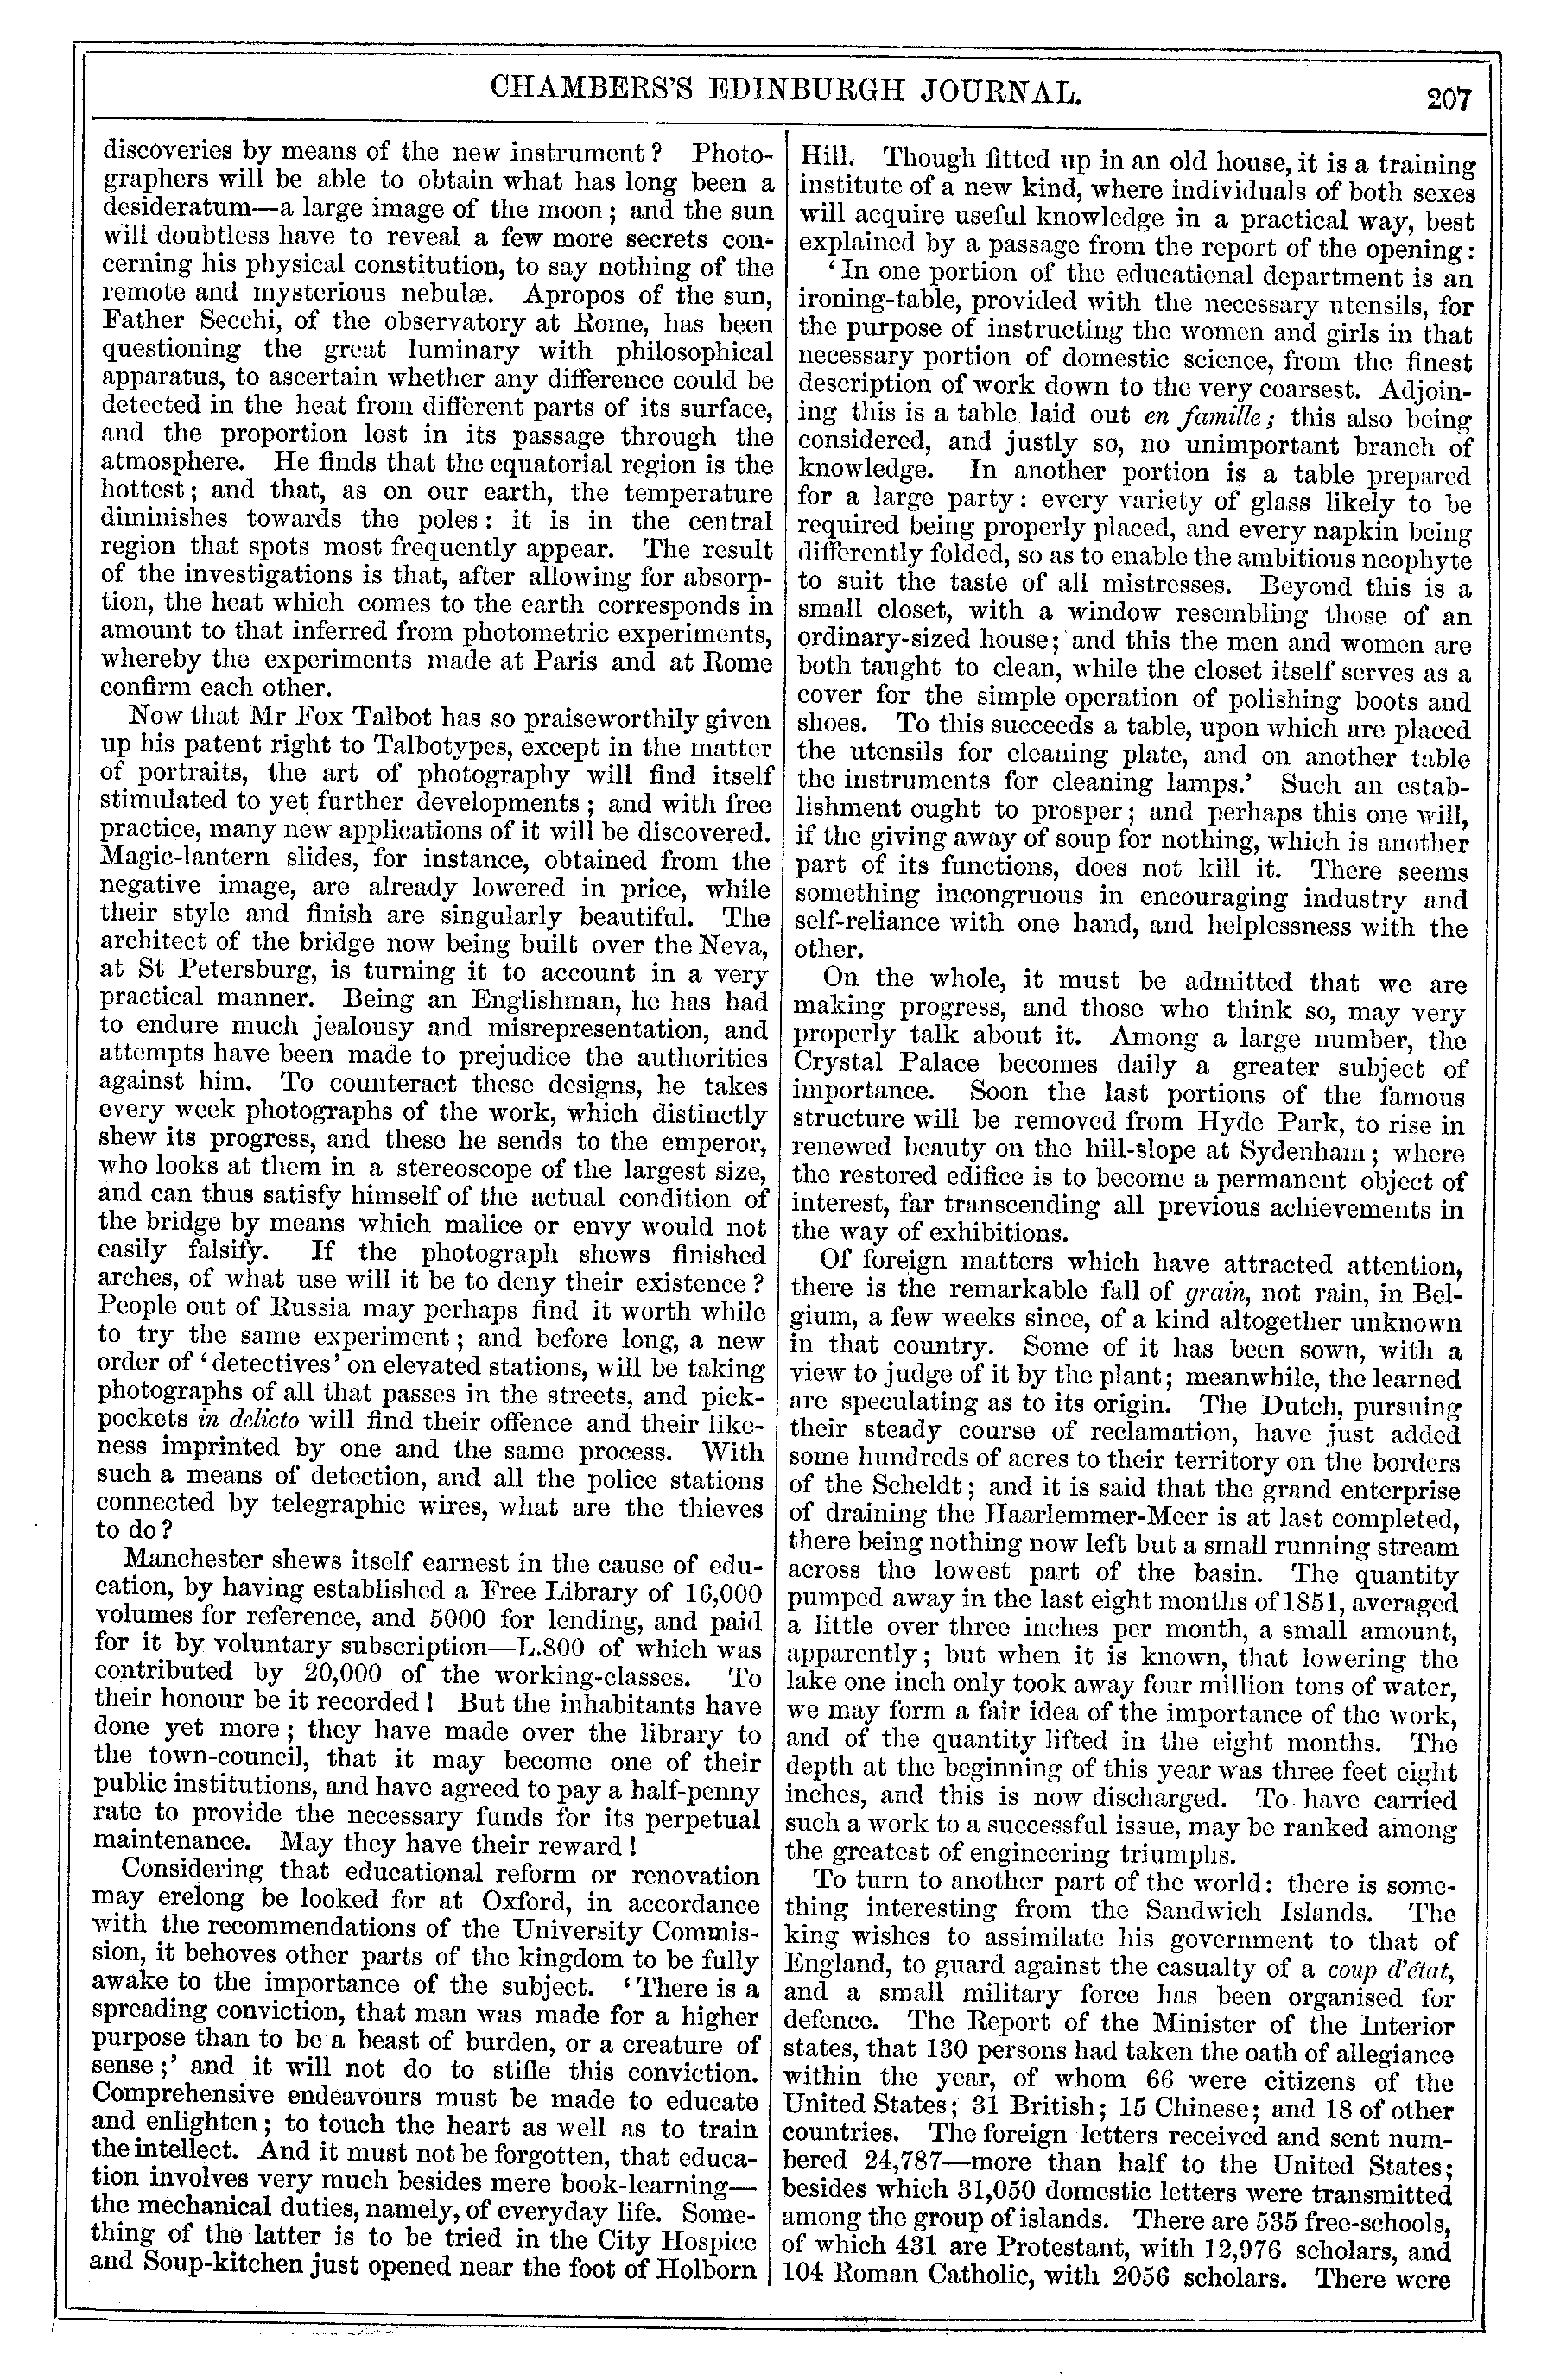 CHAMBERS'S EDINBURGH JOURNAL.
207
discoveries by means of the new instrument? Photo-
graphers will be able to obtain what has long been a
desideratum—a large image of the moon; and the sun
will doubtless have to reveal a few more secrets con-
cerning his physical constitution, to say nothing of the
remote and mysterious nebulæ. Apropos of the sun,
Father Secchi, of the observatory at Rome, has been
questioning the great luminary with philosophical
apparatus, to ascertain whether any difference could be
detected in the heat from different parts of its surface,
and the proportion lost in its passage through the
atmosphere. He finds that the equatorial region is the
hottest; and that, as on our earth, the temperature
diminishes towards the poles: it is in the central
region that spots most frequently appear. The result
of the investigations is that, after allowing for absorp-
tion, the heat which comes to the earth corresponds in
amount to that inferred from photometric experiments,
whereby the experiments made at Paris and at Rome
confirm each other.
Now that Mr Fox Talbot has so praiseworthily given
up his patent right to Talbotypes, except in the matter
of portraits, the art of photography will find itself
stimulated to yet further developments; and with free
practice, many new applications of it will be discovered.
Magic-lantern slides, for instance, obtained from the
negative image, are already lowered in price, while
their style and finish are singularly beautiful. The
architect of the bridge now being built over the Neva,
at St Petersburg, is turning it to account in a very
practical manner. Being an Englishman, he has had
to endure much jealousy and misrepresentation, and
attempts have been made to prejudice the authorities
against him. To counteract these designs, he takes
every week photographs of the work, which distinctly
shew its progress, and these he sends to the emperor,
who looks at them in a stereoscope of the largest size,
and can thus satisfy himself of the actual condition of
the bridge by means which malice or envy would not
easily falsify. If the photograph shews finished
arches, of what use will it be to deny their existence?
People out of Russia may perhaps find it worth while
to try the same experiment; and before long, a new
order of 'detectives' on elevated stations, will be taking
photographs of all that passes in the streets, and pick-
pockets in delicto will find their offence and their like-
ness imprinted by one and the same process. With
such a means of detection, and all the police stations
connected by telegraphic wires, what are the thieves
to do?
Manchester shews itself earnest in the cause of edu-
cation, by having established a Free Library of 16,000
volumes for reference, and 5000 for lending, and paid
for it by voluntary subscription—L.800 of which was
contributed by 20,000 of the working-classes. To
their honour be it recorded! But the inhabitants have
done yet more; they have made over the library to
the town-council, that it may become one of their
public institutions, and have agreed to pay a half-penny
rate to provide the necessary funds for its perpetual
maintenance. May they have their reward!
Considering that educational reform or renovation
may erelong be looked for at Oxford, in accordance
with the recommendations of the University Commis-
sion, it behoves other parts of the kingdom to be fully
awake to the importance of the subject. 'There is a
spreading conviction, that man was made for a higher
purpose than to be a beast of burden, or a creature of
sense;' and it will not do to stifle this conviction.
Comprehensive endeavours must be made to educate
and enlighten; to touch the heart as well as to train
the intellect. And it must not be forgotten, that educa-
tion involves very much besides mere book-learning—
the mechanical duties, namely, of everyday life. Some-
thing of the latter is to be tried in the City Hospice
and Soup-kitchen just opened near the foot of Holborn
Hill. Though fitted up in an old house, it is a training
institute of a new kind, where individuals of both sexes
will acquire useful knowledge in a practical way, best
explained by a passage from the report of the opening:
'In one portion of the educational department is an
ironing-table, provided with the necessary utensils, for
the purpose of instructing the women and girls in that
necessary portion of domestic science, from the finest
description of work down to the very coarsest. Adjoin-
ing this is a table laid out en famille; this also being
considered, and justly so, no unimportant branch of
knowledge. In another portion is a table prepared
for a large party: every variety of glass likely to be
required being properly placed, and every napkin being
differently folded, so as to enable the ambitious neophyte
to suit the taste of all mistresses. Beyond this is a
small closet, with a window resembling those of an
ordinary-sized house; and this the men and women are
both taught to clean, while the closet itself serves as a
cover for the simple operation of polishing boots and
shoes. To this succeeds a table, upon which are placed
the utensils for cleaning plate, and on another table
the instruments for cleaning lamps.' Such an estab-
lishment ought to prosper; and perhaps this one will,
if the giving away of soup for nothing, which is another
part of its functions, does not kill it. There seems
something incongruous in encouraging industry and
self-reliance with one hand, and helplessness with the
other.
On the whole, it must be admitted that we are
making progress, and those who think so, may very
properly talk about it. Among a large number, the
Crystal Palace becomes daily a greater subject of
importance. Soon the last portions of the famous
structure will be removed from Hyde Park, to rise in
renewed beauty on the hill-slope at Sydenham; where
the restored edifice is to become a permanent object of
interest, far transcending all previous achievements in
the way of exhibitions.
Of foreign matters which have attracted attention,
there is the remarkable fall of grain, not rain, in Bel-
gium, a few weeks since, of a kind altogether unknown
in that country. Some of it has been sown, with a
view to judge of it by the plant; meanwhile, the learned
are speculating as to its origin. The Dutch, pursuing
their steady course of reclamation, have just added
some hundreds of acres to their territory on the borders
of the Scheldt; and it is said that the grand enterprise
of draining the Haarlemmer-Meer is at last completed,
there being nothing now left but a small running stream
across the lowest part of the basin. The quantity
pumped away in the last eight months of 1851, averaged
a little over three inches per month, a small amount,
apparently; but when it is known, that lowering the
lake one inch only took away four million tons of water,
we may form a fair idea of the importance of the work,
and of the quantity lifted in the eight months. The
depth at the beginning of this year was three feet eight
inches, and this is now discharged. To have carried
such a work to a successful issue, may be ranked among
the greatest of engineering triumphs.
To turn to another part of the world: there is some-
thing interesting from the Sandwich Islands. The
king wishes to assimilate his government to that of
England, to guard against the casualty of a coup d'état,
and a small military force has been organised for
defence. The Report of the Minister of the Interior
states, that 130 persons had taken the oath of allegiance
within the year, of whom 66 were citizens of the
United States; 31 British; 15 Chinese; and 18 of other
countries. The foreign letters received and sent num-
bered 24,787—more than half to the United States;
besides which 31,050 domestic letters were transmitted
among the group of islands. There are 535 free-schools,
of which 431 are Protestant, with 12,976 scholars, and
104 Roman Catholic, with 2056 scholars. There were